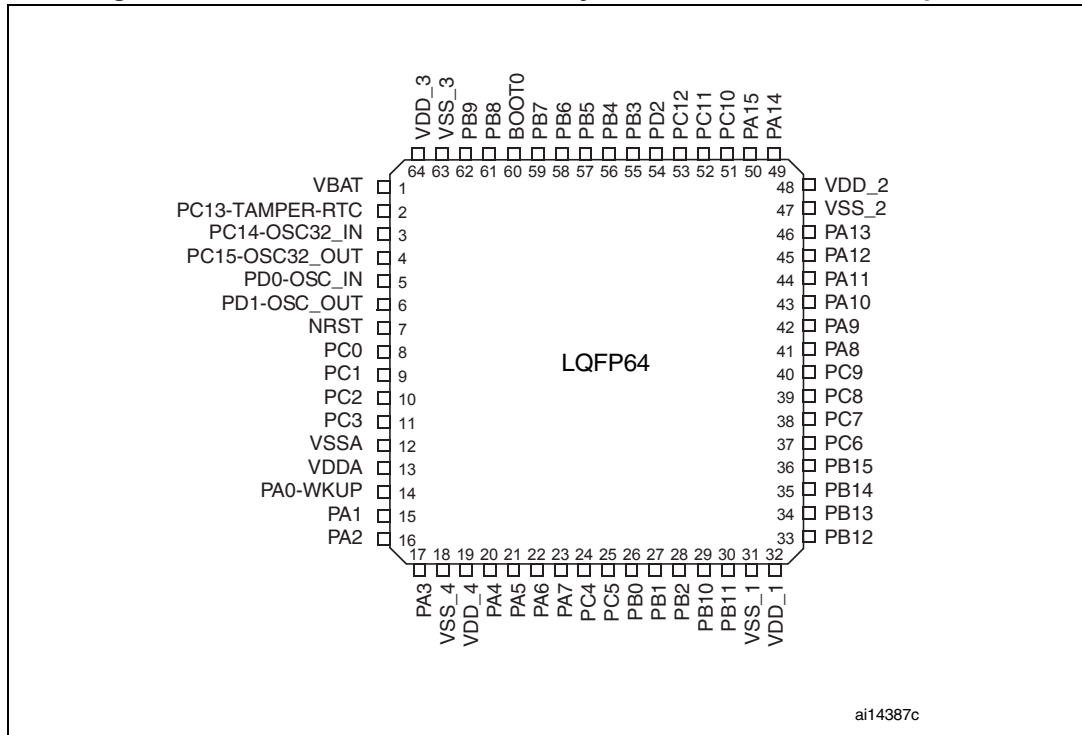 VDD_3
VSS_3
PB9
PB8
BOOT0
PB7
PB6
PB5
PB4
PB3
PD2
PC12
PC11
PC10
PA15
PA14
64 63 62 61 60 59 58 57 56 55 54 53 52 51 50 49
VBAT 1
PC13-TAMPER-RTC 2
PC14-OSC32_IN 3
PC15-OSC32_OUT 4
PD0-OSC_IN 5
PD1-OSC_OUT 6
NRST 7
PC0 8
PC1 9
PC2 10
PC3 11
VSSA 12
VDDA 13
PA0-WKUP 14
PA1 15
PA2 16
LQFP64
48 VDD_2
47 VSS_2
46 PA13
45 PA12
44 PA11
43 PA10
42 PA9
41 PA8
40 PC9
39 PC8
38 PC7
37 PC6
36 PB15
35 PB14
34 PB13
33 PB12
17 18 19 20 21 22 23 24 25 26 27 28 29 30 31 32
PA3
VSS_4
VDD_4
PA4
PA5
PA6
PA7
PC4
PC5
PB0
PB1
PB2
PB10
PB11
VSS_1
VDD_1
ai14387c